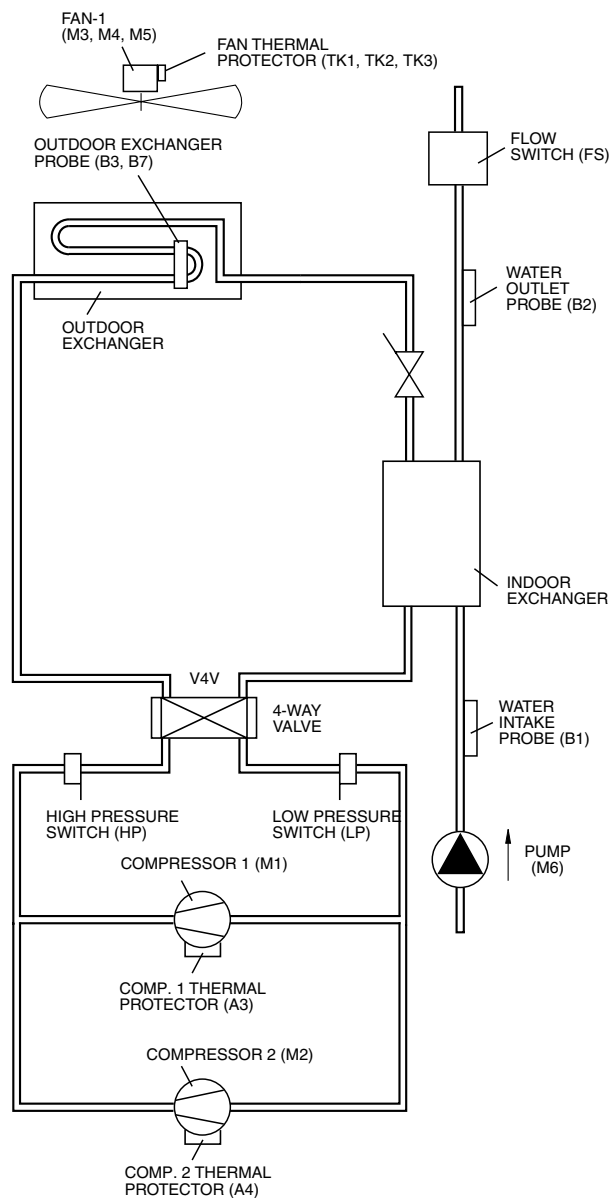 FAN-1
(M3, M4, M5)
FAN THERMAL
PROTECTOR (TK1, TK2, TK3)
OUTDOOR EXCHANGER
PROBE (B3, B7)
FLOW
SWITCH (FS)
WATER
OUTLET
PROBE (B2)
OUTDOOR
EXCHANGER
INDOOR
EXCHANGER
V4V
4-WAY
VALVE
WATER
INTAKE
PROBE (B1)
HIGH PRESSURE
SWITCH (HP)
LOW PRESSURE
SWITCH (LP)
PUMP
(M6)
COMPRESSOR 1 (M1)
COMP. 1 THERMAL
PROTECTOR (A3)
COMPRESSOR 2 (M2)
COMP. 2 THERMAL
PROTECTOR (A4)